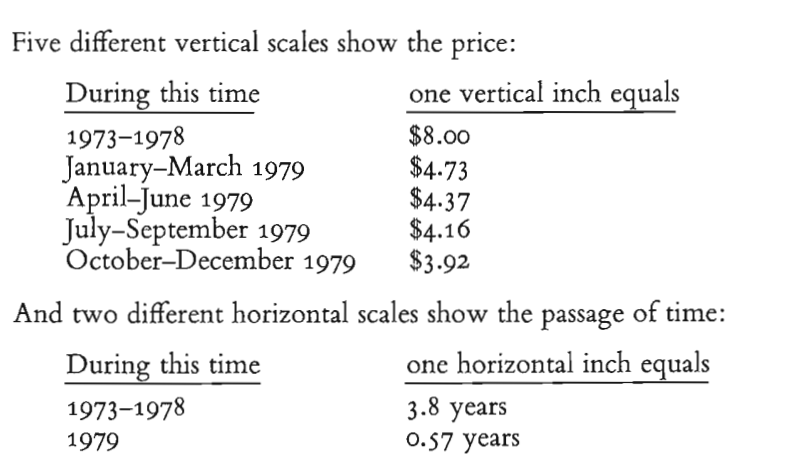 Five different vertical scales show the price:
During this time one vertical inch equals
1973–1978 $8.00
January–March 1979 $4.73
April–June 1979 $4.37
July–September 1979 $4.16
October–December 1979 $3.92
And two different horizontal scales show the passage of time:
During this time one horizontal inch equals
1973–1978 3.8 years
1979 0.57 years